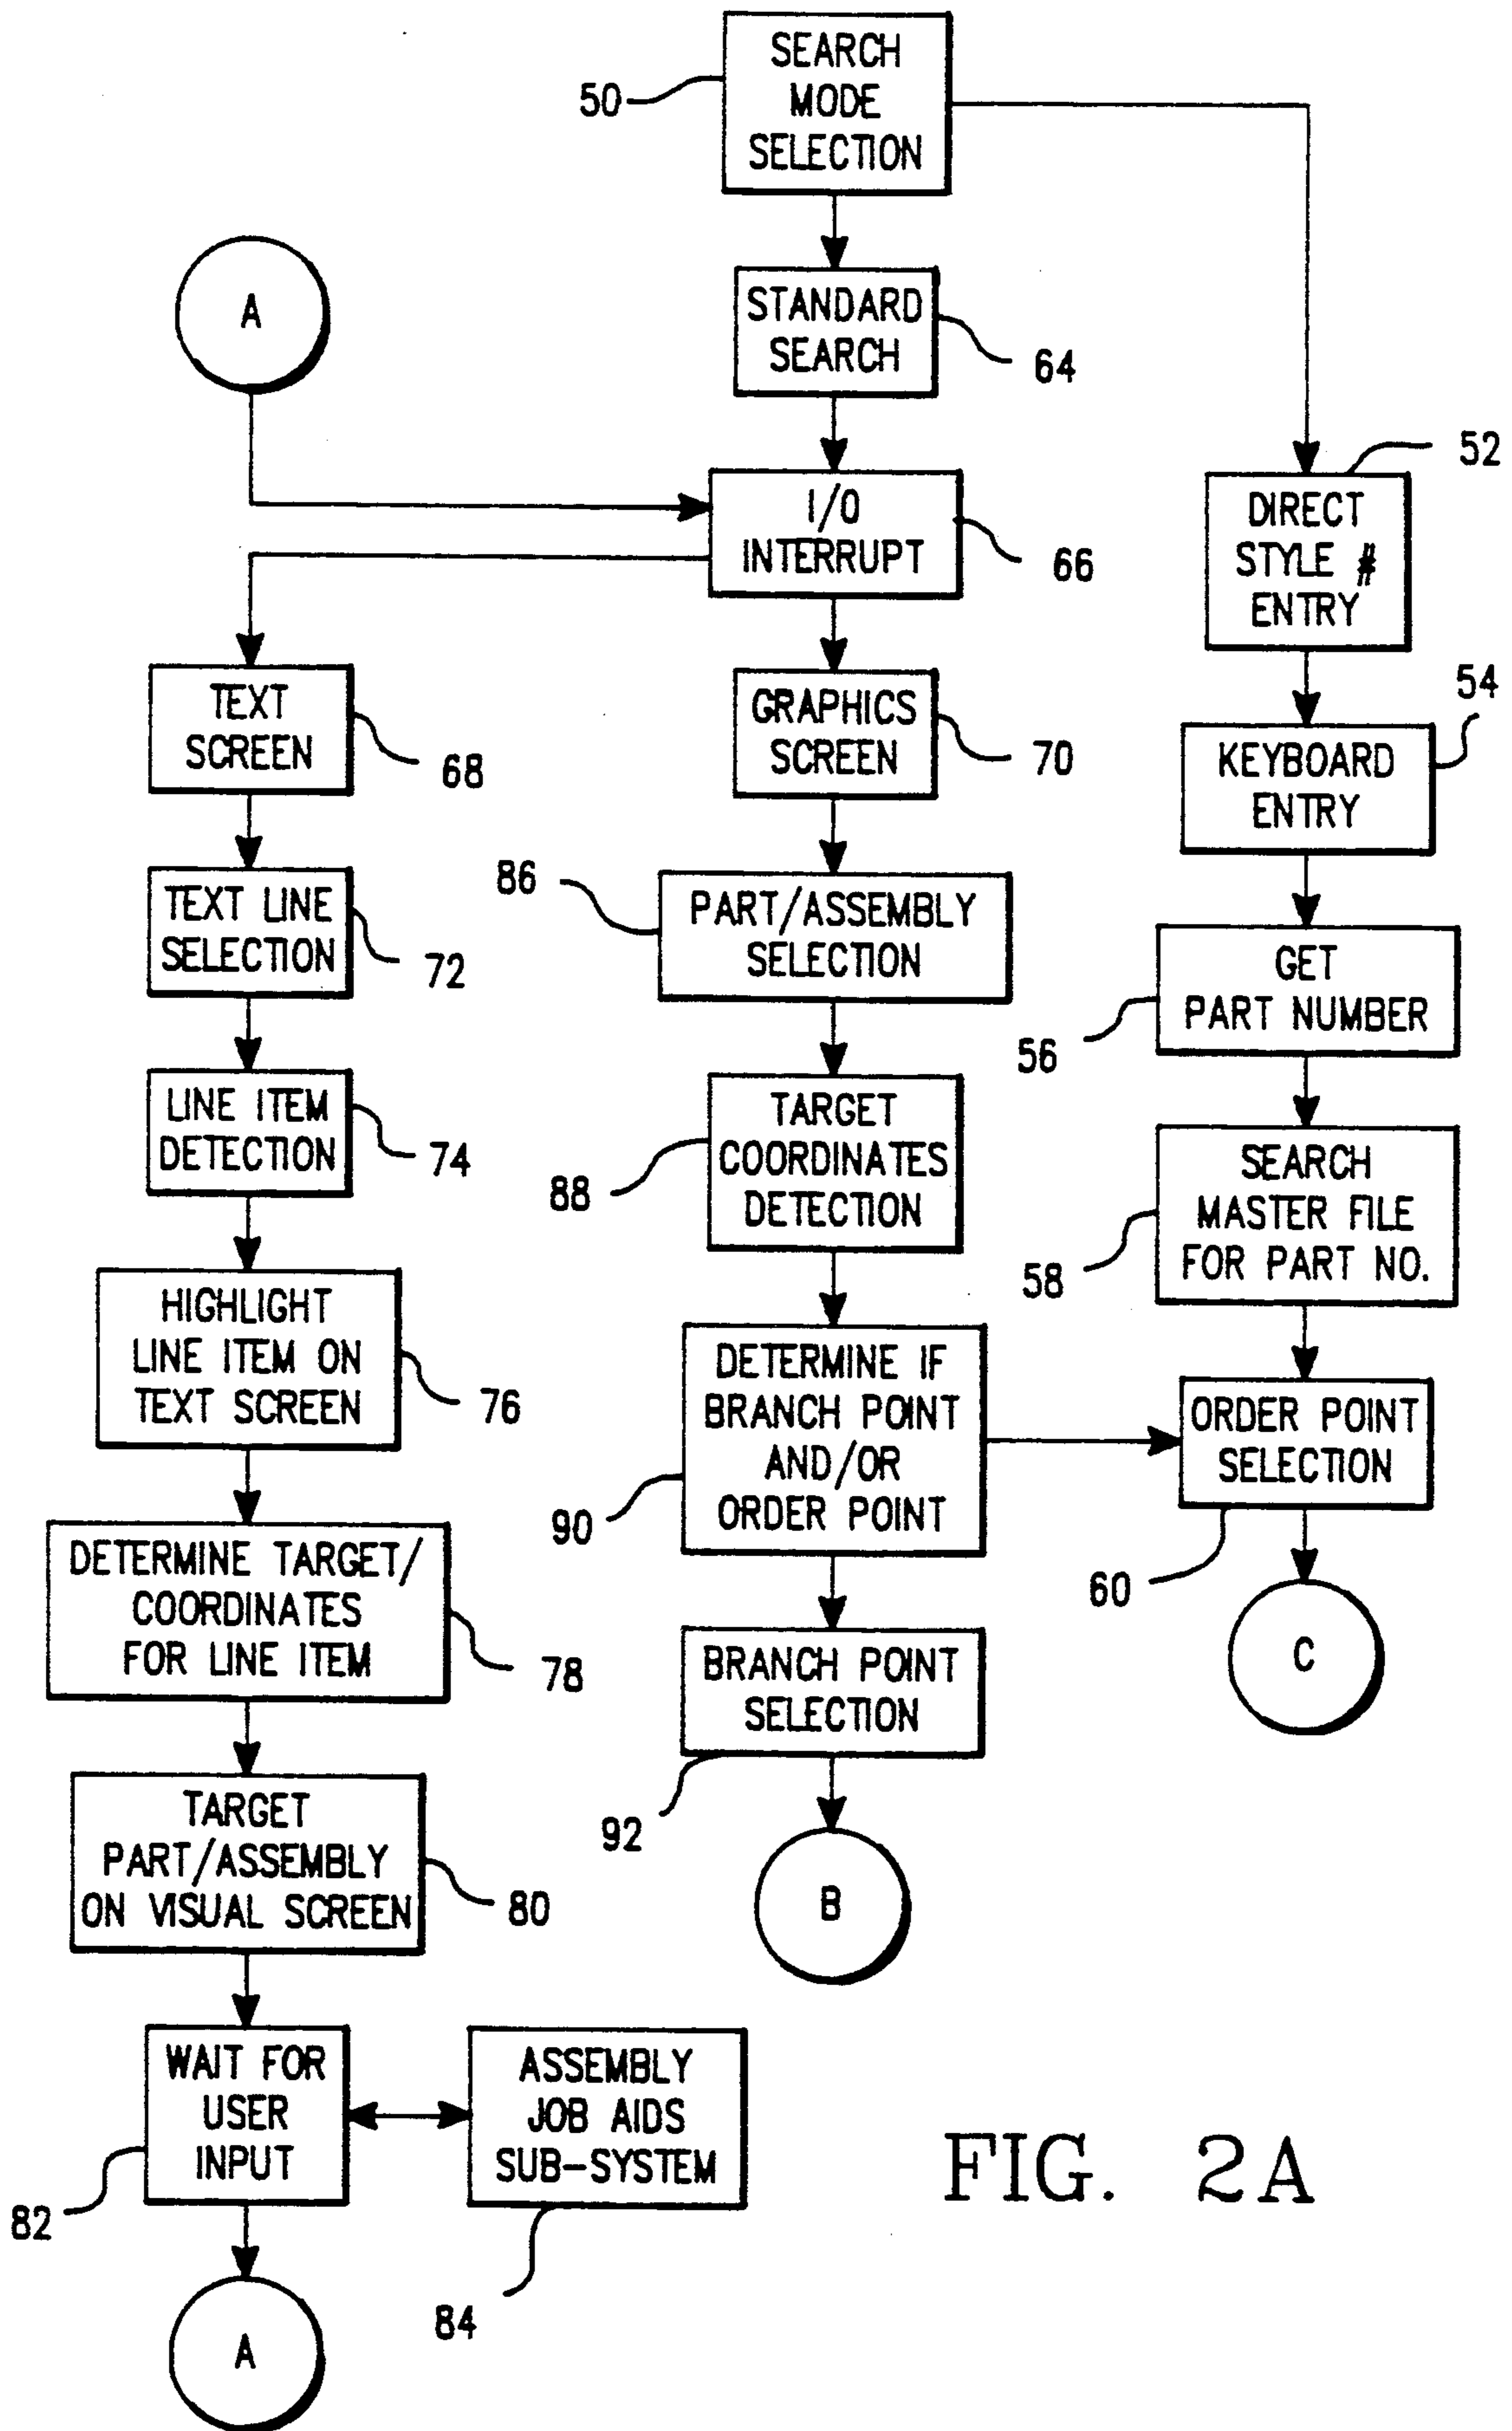 SEARCH
MODE
SELECTION
50
A
STANDARD
SEARCH
64
I/O
INTERRUPT
66
52
DIRECT
STYLE #
ENTRY
TEXT
SCREEN
68
GRAPHICS
SCREEN
70
54
KEYBOARD
ENTRY
TEXT LINE
SELECTION
72
86
PART/ASSEMBLY
SELECTION
GET
PART NUMBER
56
LINE ITEM
DETECTION
74
TARGET
COORDINATES
DETECTION
88
SEARCH
MASTER FILE
FOR PART NO.
58
HIGHLIGHT
LINE ITEM ON
TEXT SCREEN
76
DETERMINE IF
BRANCH POINT
AND/OR
ORDER POINT
90
ORDER POINT
SELECTION
60
DETERMINE TARGET/
COORDINATES
FOR LINE ITEM
78
BRANCH POINT
SELECTION
92
C
TARGET
PART/ASSEMBLY
ON VISUAL SCREEN
80
B
WAIT FOR
USER
INPUT
82
ASSEMBLY
JOB AIDS
SUB-SYSTEM
84
A
FIG. 2A